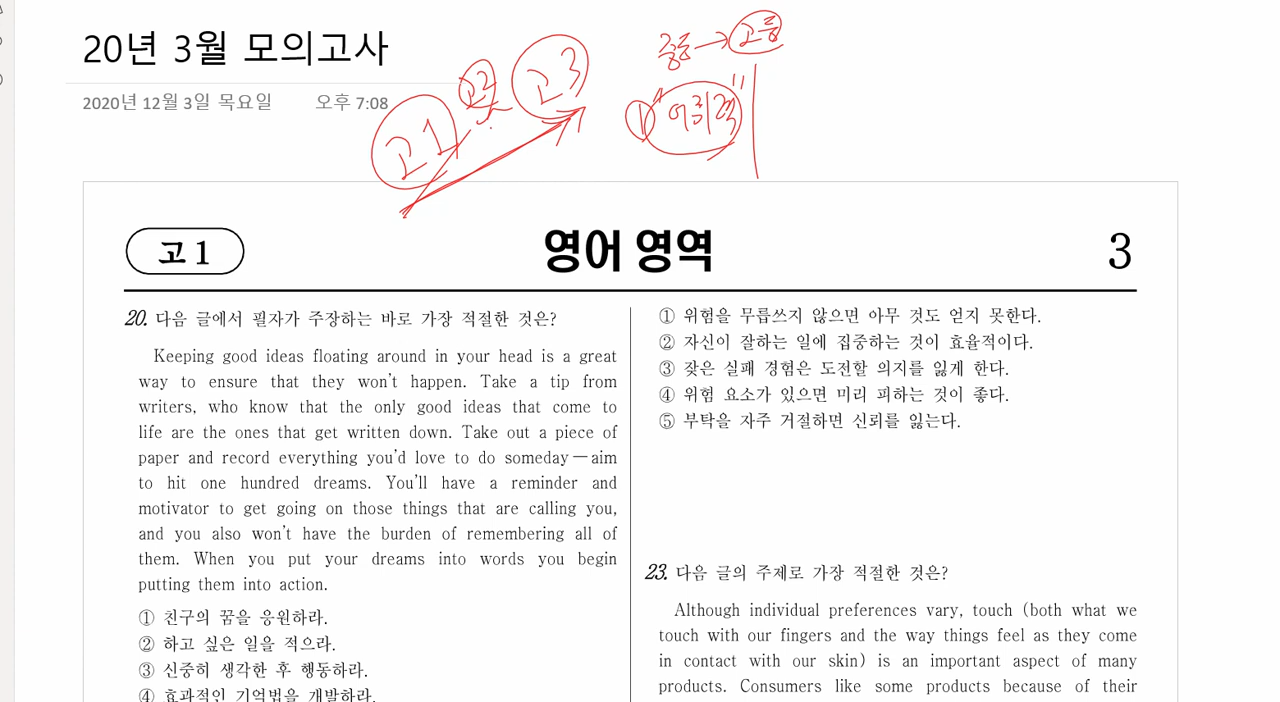 20년 3월 모의고사
2020년 12월 3일 목요일 오후 7:08
고1 고2 고3
중등 → 고등
① "어휘력"
고1
영어 영역
3
20. 다음 글에서 필자가 주장하는 바로 가장 적절한 것은?
Keeping good ideas floating around in your head is a great
way to ensure that they won't happen. Take a tip from
writers, who know that the only good ideas that come to
life are the ones that get written down. Take out a piece of
paper and record everything you'd love to do someday—aim
to hit one hundred dreams. You'll have a reminder and
motivator to get going on those things that are calling you,
and you also won't have the burden of remembering all of
them. When you put your dreams into words you begin
putting them into action.
① 친구의 꿈을 응원하라.
② 하고 싶은 일을 적으라.
③ 신중히 생각한 후 행동하라.
④ 효과적인 기억법을 개발하라.
① 위험을 무릅쓰지 않으면 아무 것도 얻지 못한다.
② 자신이 잘하는 일에 집중하는 것이 효율적이다.
③ 잦은 실패 경험은 도전할 의지를 잃게 한다.
④ 위험 요소가 있으면 미리 피하는 것이 좋다.
⑤ 부탁을 자주 거절하면 신뢰를 잃는다.
23. 다음 글의 주제로 가장 적절한 것은?
Although individual preferences vary, touch (both what we
touch with our fingers and the way things feel as they come
in contact with our skin) is an important aspect of many
products. Consumers like some products because of their